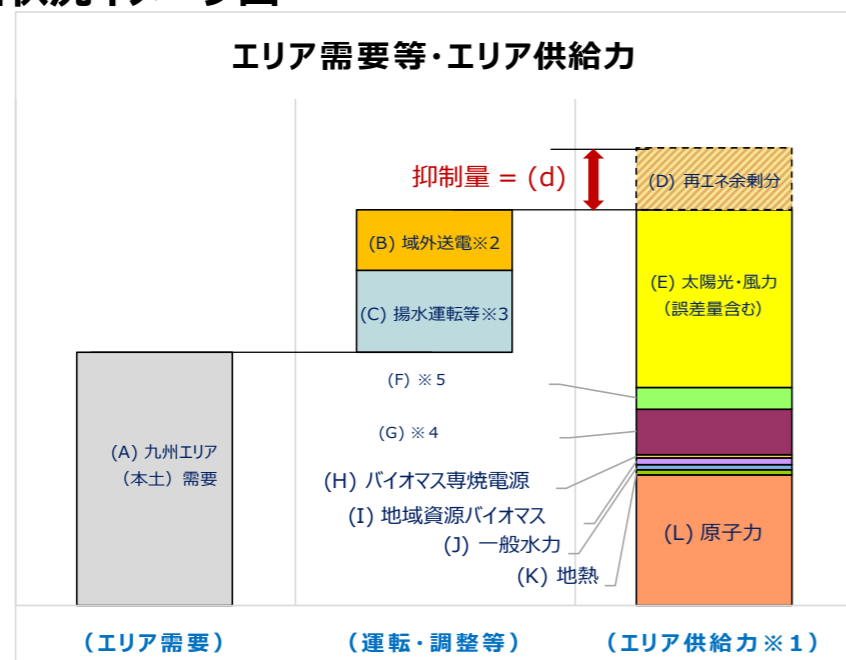 エリア需要等・エリア供給力
抑制量 = (d)
(D) 再エネ余剰分
(B) 域外送電※2
(C) 揚水運転等※3
(E) 太陽光・風力
（誤差量含む）
(F) ※5
(G) ※4
(A) 九州エリア
（本土）需要
(H) バイオマス専焼電源
(I) 地域資源バイオマス
(J) 一般水力
(K) 地熱
(L) 原子力
（エリア需要）
（運転・調整等）
（エリア供給力※1）